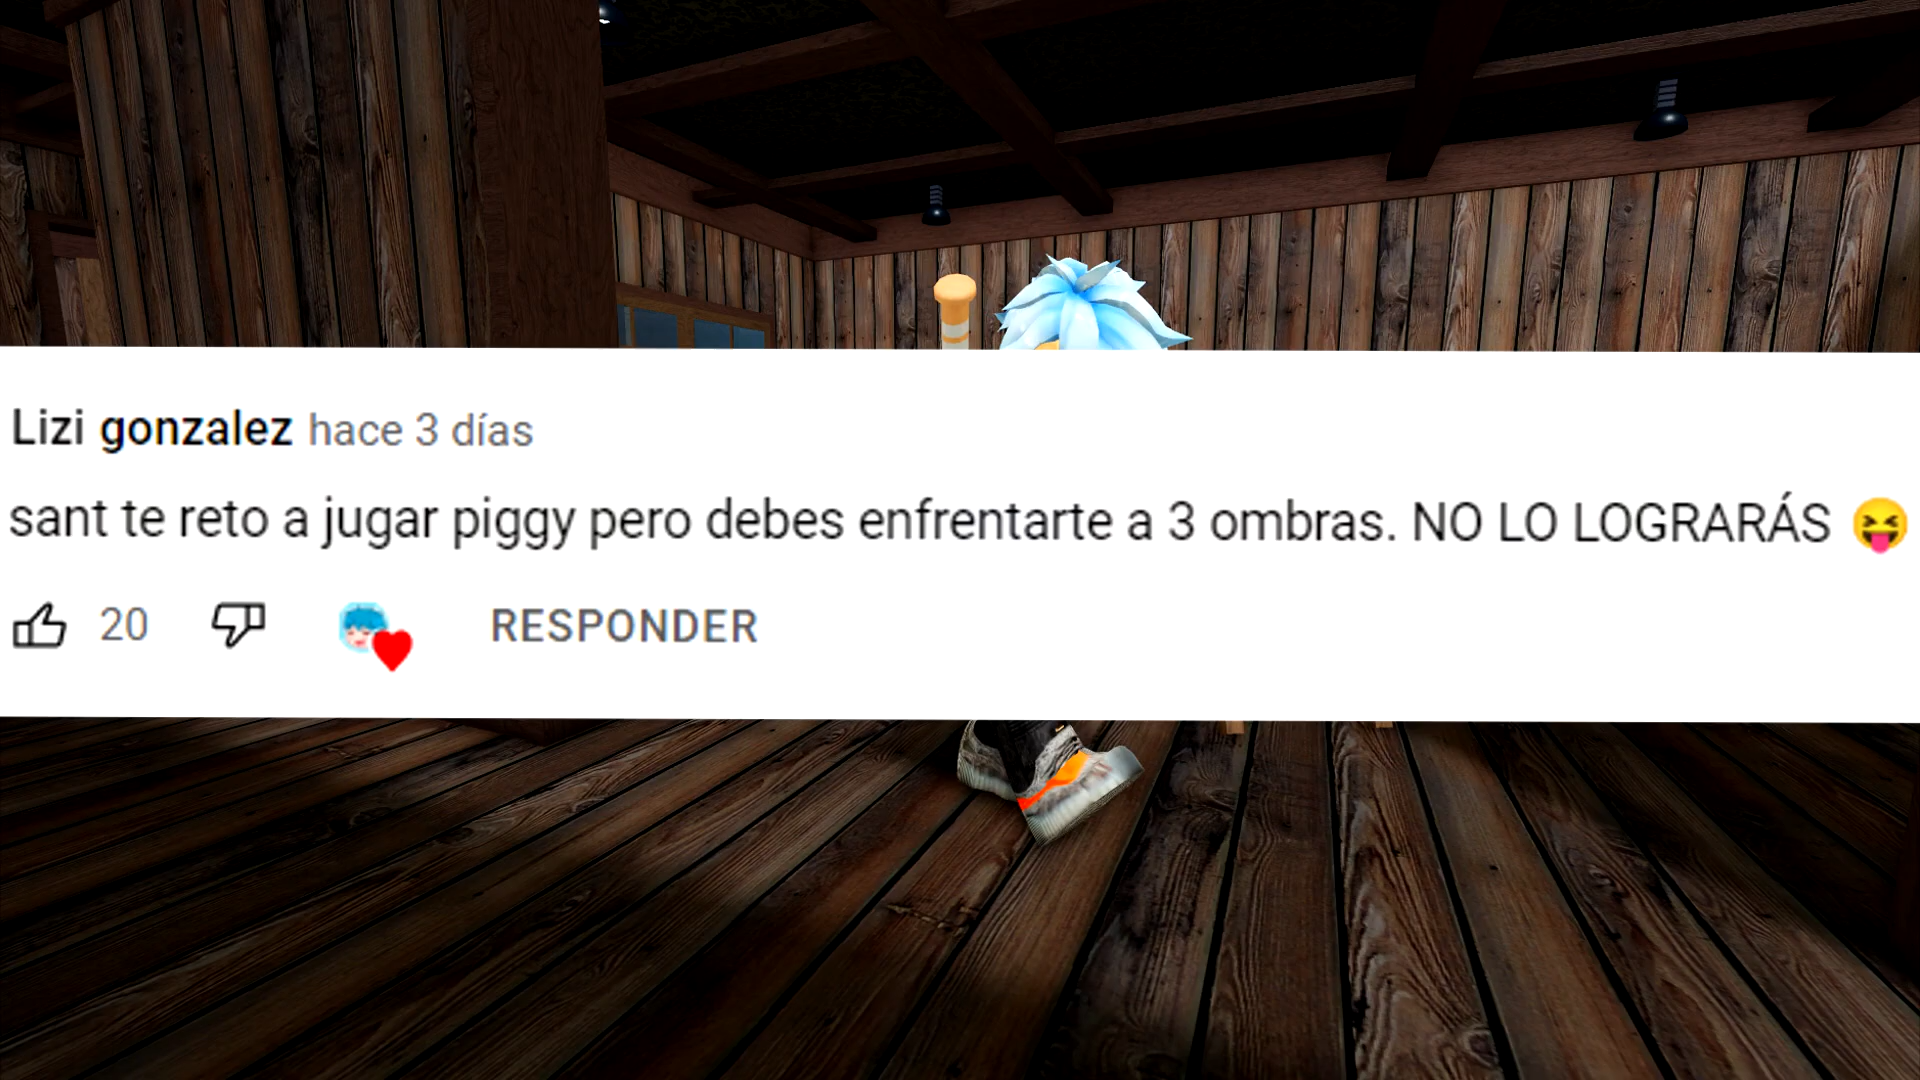 Lizi gonzalez hace 3 días
sant te reto a jugar piggy pero debes enfrentarte a 3 ombras. NO LO LOGRARÁS 😝
20 RESPONDER